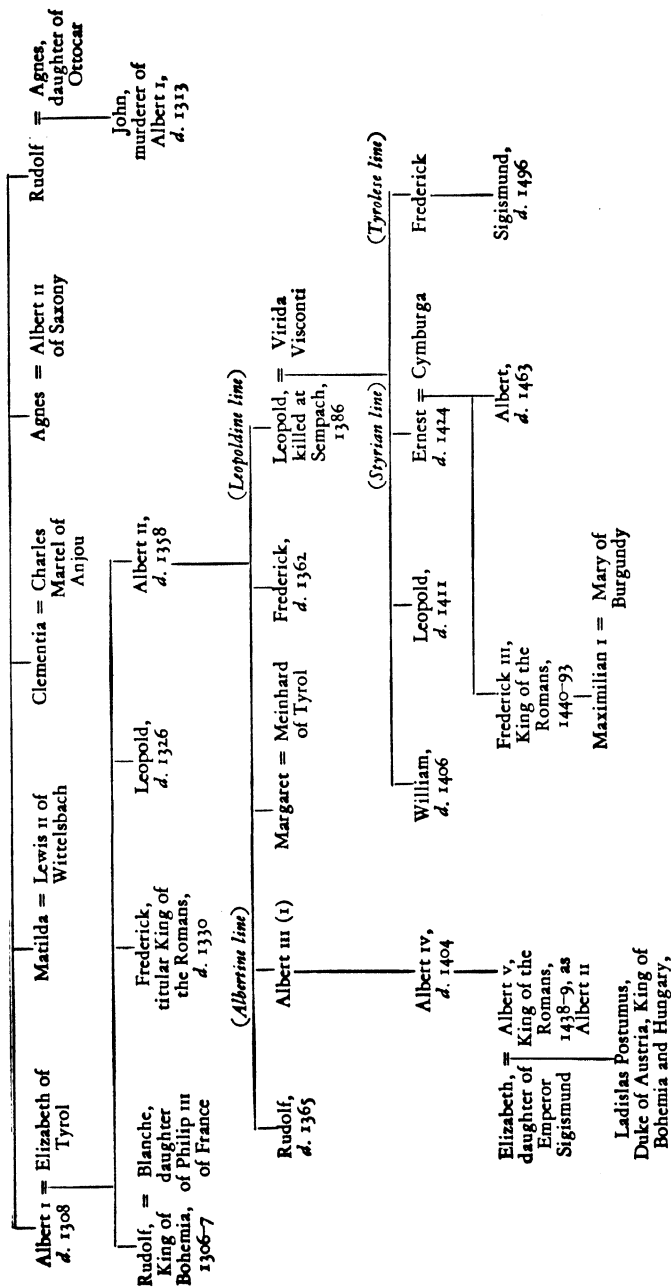 Albert I = Elizabeth of
d. 1308 Tyrol
Matilda = Lewis II of
Wittelsbach
Clementia = Charles
Martel of
Anjou
Agnes = Albert II
of Saxony
Rudolf = Agnes,
daughter of
Ottocar
John,
murderer of
Albert I,
d. 1313
Rudolf, = Blanche,
King of daughter
Bohemia, of Philip III
1306-7 of France
Frederick,
titular King of
the Romans,
d. 1330
Leopold,
d. 1326
Albert II,
d. 1358
(Albertine line)
(Leopoldine line)
Rudolf,
d. 1365
Albert III (I)
Margaret = Meinhard
of Tyrol
Frederick,
d. 1362
Leopold, = Virida
killed at Visconti
Sempach,
1386
(Styrian line)
(Tyrolese line)
Albert IV,
d. 1404
William,
d. 1406
Leopold,
d. 1411
Ernest = Cymburga
d. 1424
Frederick
Elizabeth, = Albert V,
daughter of King of the
Emperor Romans,
Sigismund 1438-9, as
Albert II
Frederick III,
King of the
Romans,
1440-93
Albert,
d. 1463
Sigismund,
d. 1496
Ladislas Postumus,
Duke of Austria, King of
Bohemia and Hungary,
Maximilian I = Mary of
Burgundy